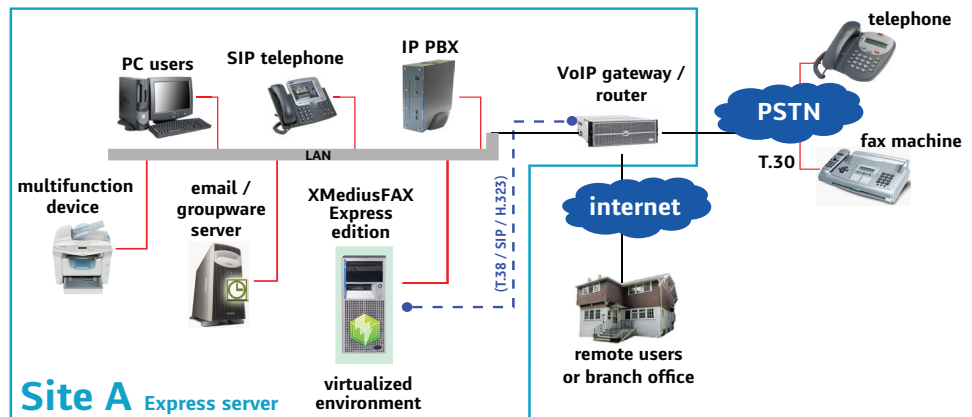 telephone
IP PBX
PC users
SIP telephone
VoIP gateway /
router
PSTN
fax machine
LAN
T.30
multifunction
device
email /
groupware
server
XMediusFAX
Express
edition
(T.38 / SIP / H.323)
internet
remote users
or branch office
virtualized
environment
Site A Express server